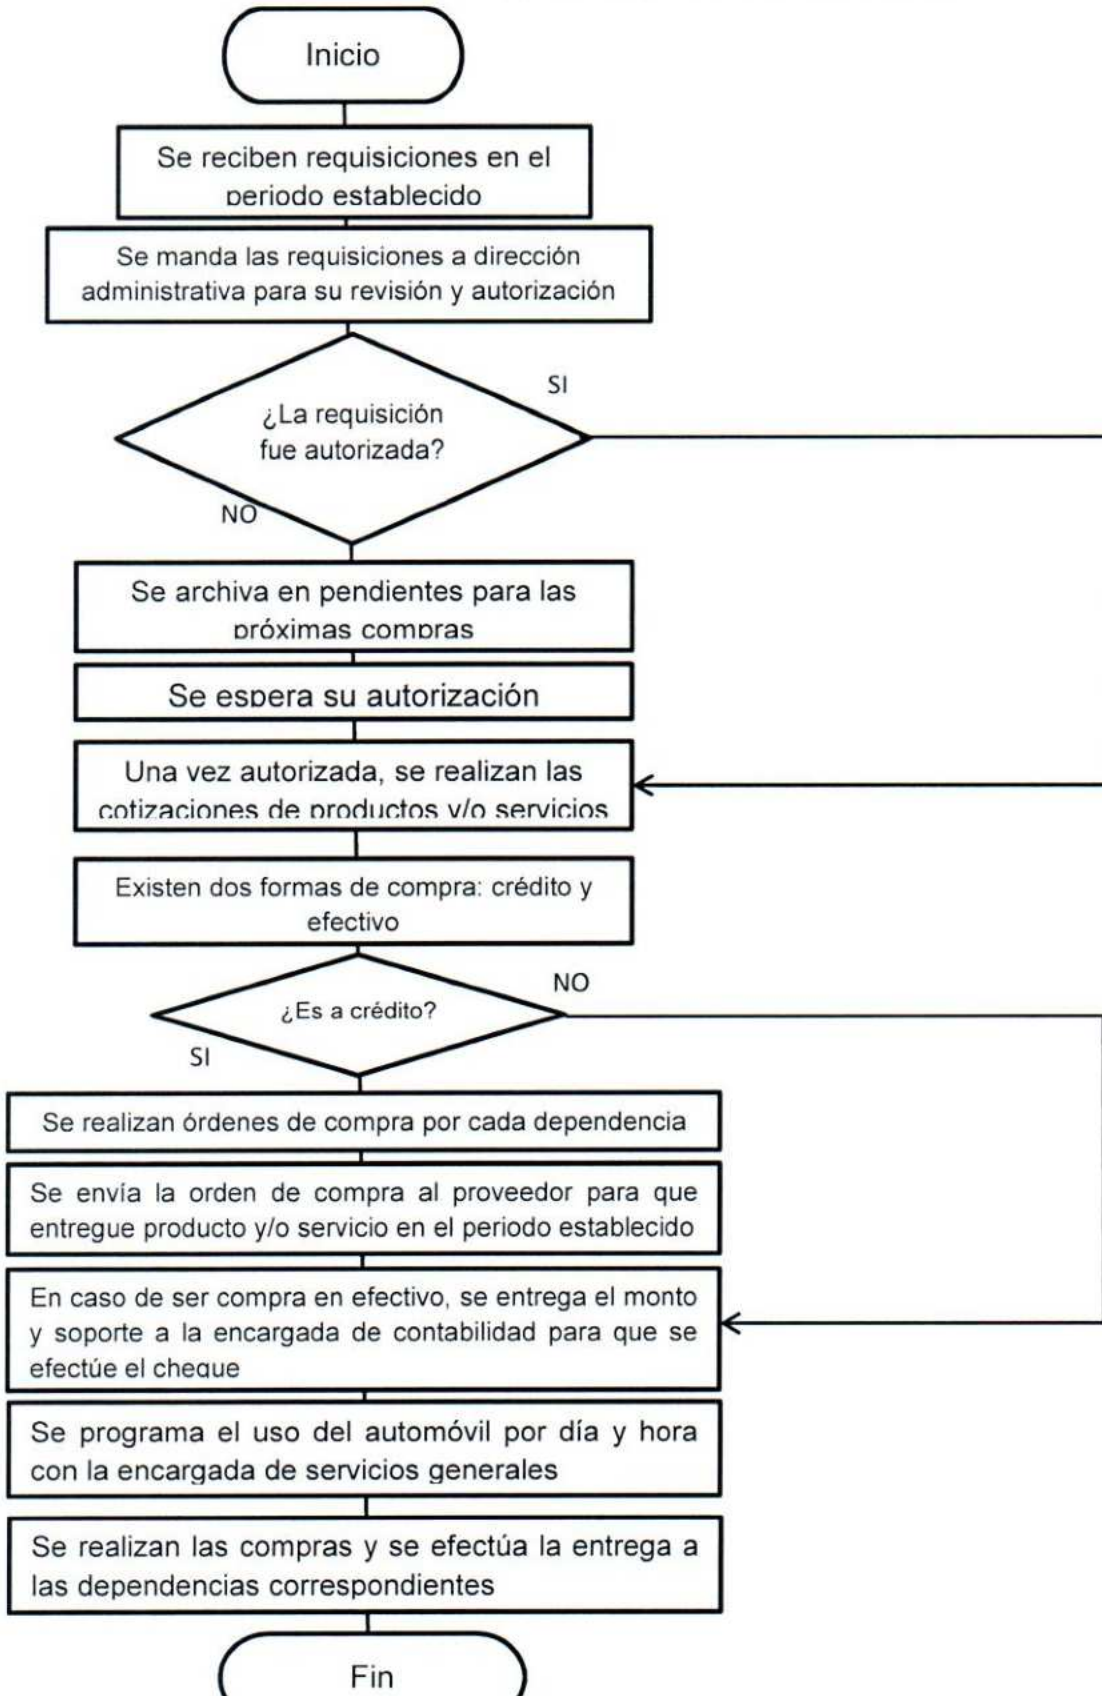 Inicio
Se reciben requisiciones en el
periodo establecido
Se manda las requisiciones a dirección
administrativa para su revisión y autorización
SI
¿La requisición
fue autorizada?
NO
Se archiva en pendientes para las
próximas compras
Se espera su autorización
Una vez autorizada, se realizan las
cotizaciones de productos y/o servicios
Existen dos formas de compra: crédito y
efectivo
NO
¿Es a crédito?
SI
Se realizan órdenes de compra por cada dependencia
Se envía la orden de compra al proveedor para que
entregue producto y/o servicio en el periodo establecido
En caso de ser compra en efectivo, se entrega el monto
y soporte a la encargada de contabilidad para que se
efectúe el cheque
Se programa el uso del automóvil por día y hora
con la encargada de servicios generales
Se realizan las compras y se efectúa la entrega a
las dependencias correspondientes
Fin